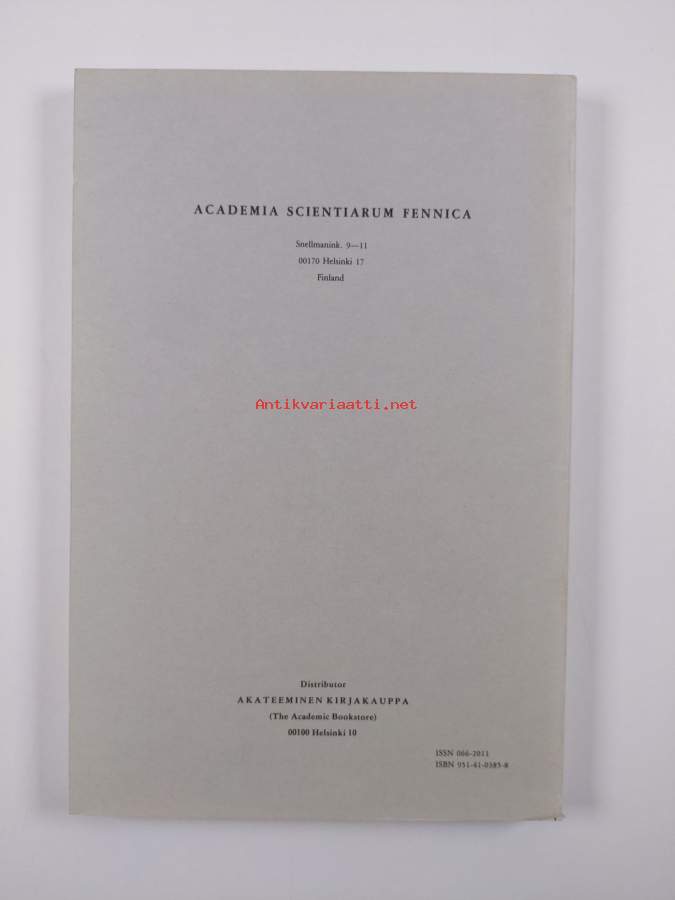 ACADEMIA SCIENTIARUM FENNICA
Snellmanink. 9—11
00170 Helsinki 17
Finland
Antikvariaatti.net
Distributor
AKATEEMINEN KIRJAKAUPPA
(The Academic Bookstore)
00100 Helsinki 10
ISSN 066-2011
ISBN 951-41-0385-8